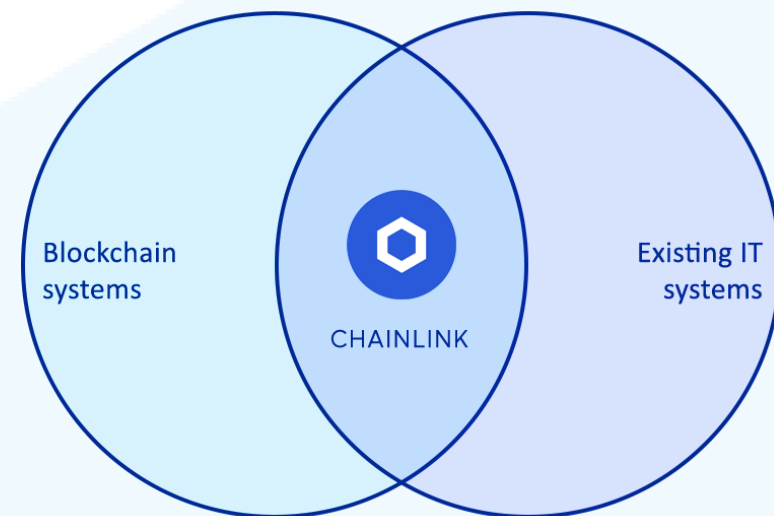 Blockchain
systems
CHAINLINK
Existing IT
systems